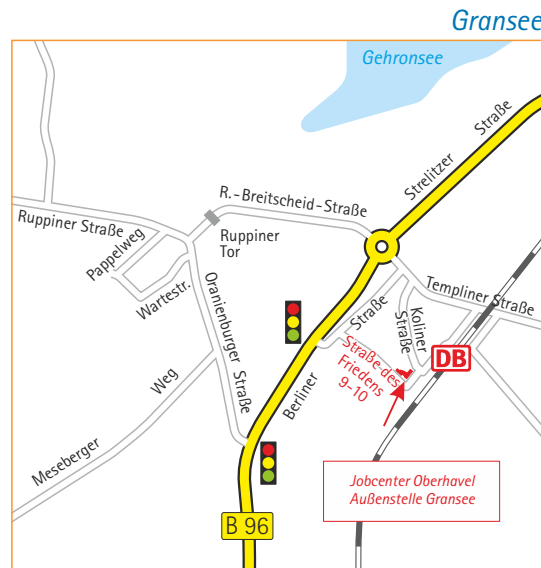 Gransee
Gehronsee
Strelitzer Straße
R.-Breitscheid-Straße
Ruppiner Straße
Ruppiner
Tor
Pappelweg
Wartestr.
Oranienburger Straße
Templiner Straße
Koliner
Straße
Berliner Straße
Straße des
Friedens
9-10
DB
Meseberger Weg
Jobcenter Oberhavel
Außenstelle Gransee
B 96